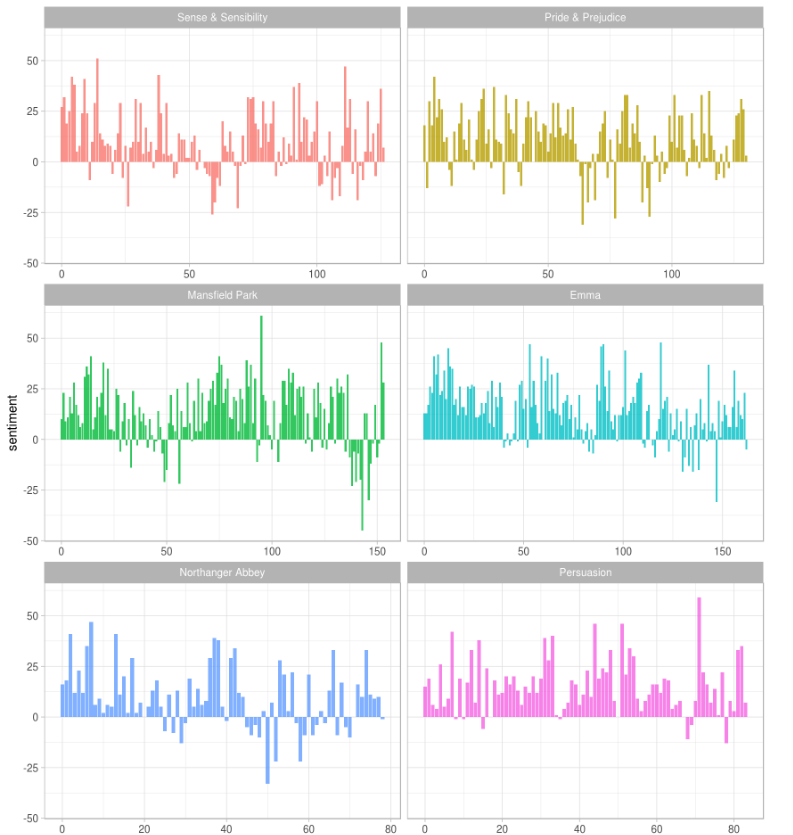 Sense & Sensibility
Pride & Prejudice
50
25
0
-25
-50
0 50 100
0 50 100
Mansfield Park
Emma
sentiment
50
25
0
-25
-50
0 50 100 150
0 50 100 150
Northanger Abbey
Persuasion
50
25
0
-25
-50
0 20 40 60 80
0 20 40 60 80